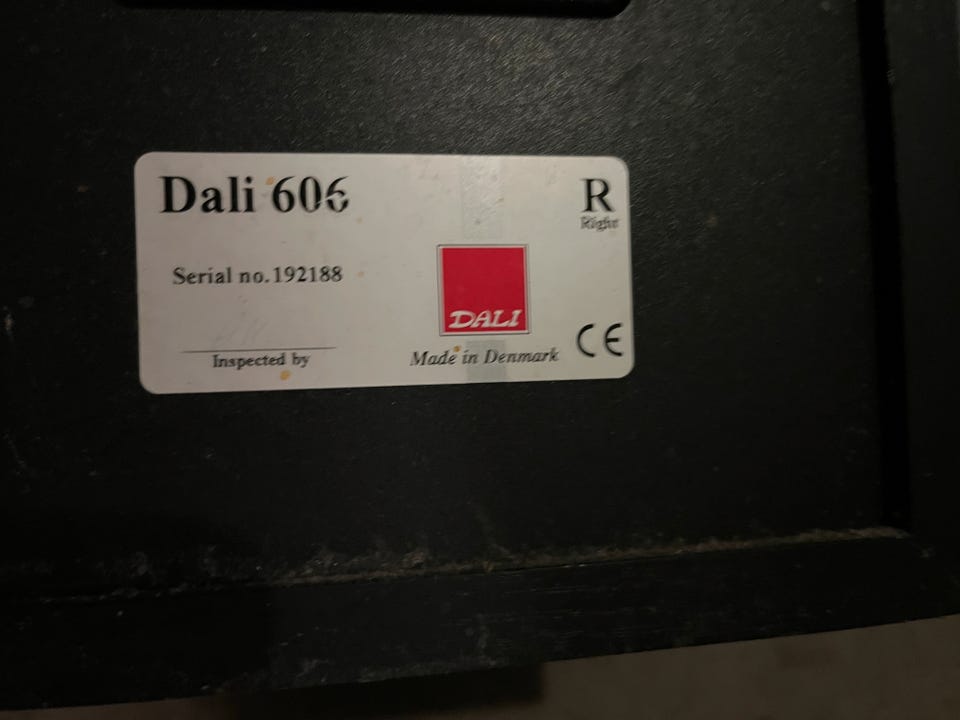 Dali 606
R
Right
Serial no. 192188
DALI
CE
Inspected by
Made in Denmark